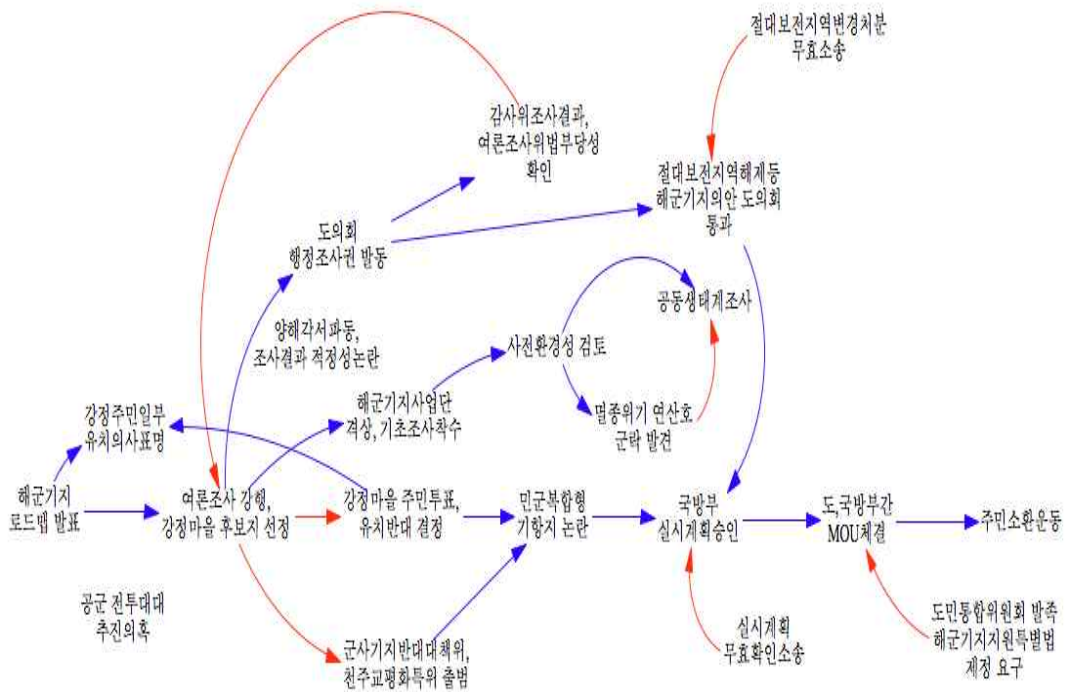 절대보전지역변경처분
무효소송
감사위조사결과,
여론조사위법부당성
확인
절대보전지역해제등
해군기지의안 도의회
통과
도의회
행정조사권 발동
공동생태계조사
양해각서파동,
조사결과 적정성논란
사전환경성 검토
해군기지사업단
격상, 기초조사착수
멸종위기 연산호
군락 발견
강정주민일부
유치의사표명
해군기지
로드맵 발표
여론조사 강행,
강정마을 후보지 선정
강정마을 주민투표,
유치반대 결정
민군복합형
기항지 논란
국방부
실시계획승인
도,국방부간
MOU체결
주민소환운동
공군 전투대대
추진의혹
군사기지반대대책위,
천주교평화특위 출범
실시계획
무효확인소송
도민통합위원회 발족
해군기지지원특별법
제정 요구